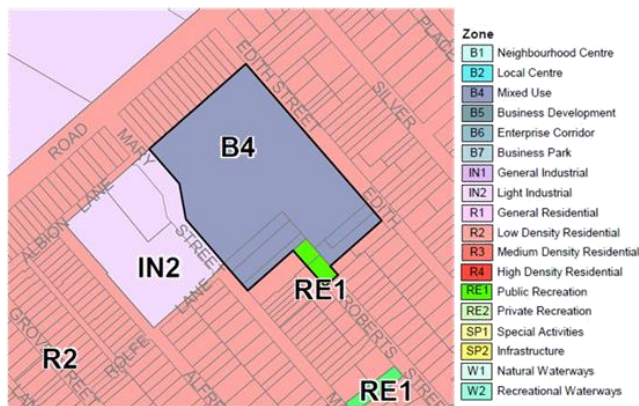 ROAD
MARY
STREET
EDITH STREET
SILVER
PLACE
B4
EDITH
ALBION LANE
IN2
LANE
ROLFE
RE1
ROBERTS
STREET
R2
GROVE
STREET
LANE
ALFRED
RE1
Zone
B1 Neighbourhood Centre
B2 Local Centre
B4 Mixed Use
B5 Business Development
B6 Enterprise Corridor
B7 Business Park
IN1 General Industrial
IN2 Light Industrial
R1 General Residential
R2 Low Density Residential
R3 Medium Density Residential
R4 High Density Residential
RE1 Public Recreation
RE2 Private Recreation
SP1 Special Activities
SP2 Infrastructure
W1 Natural Waterways
W2 Recreational Waterways